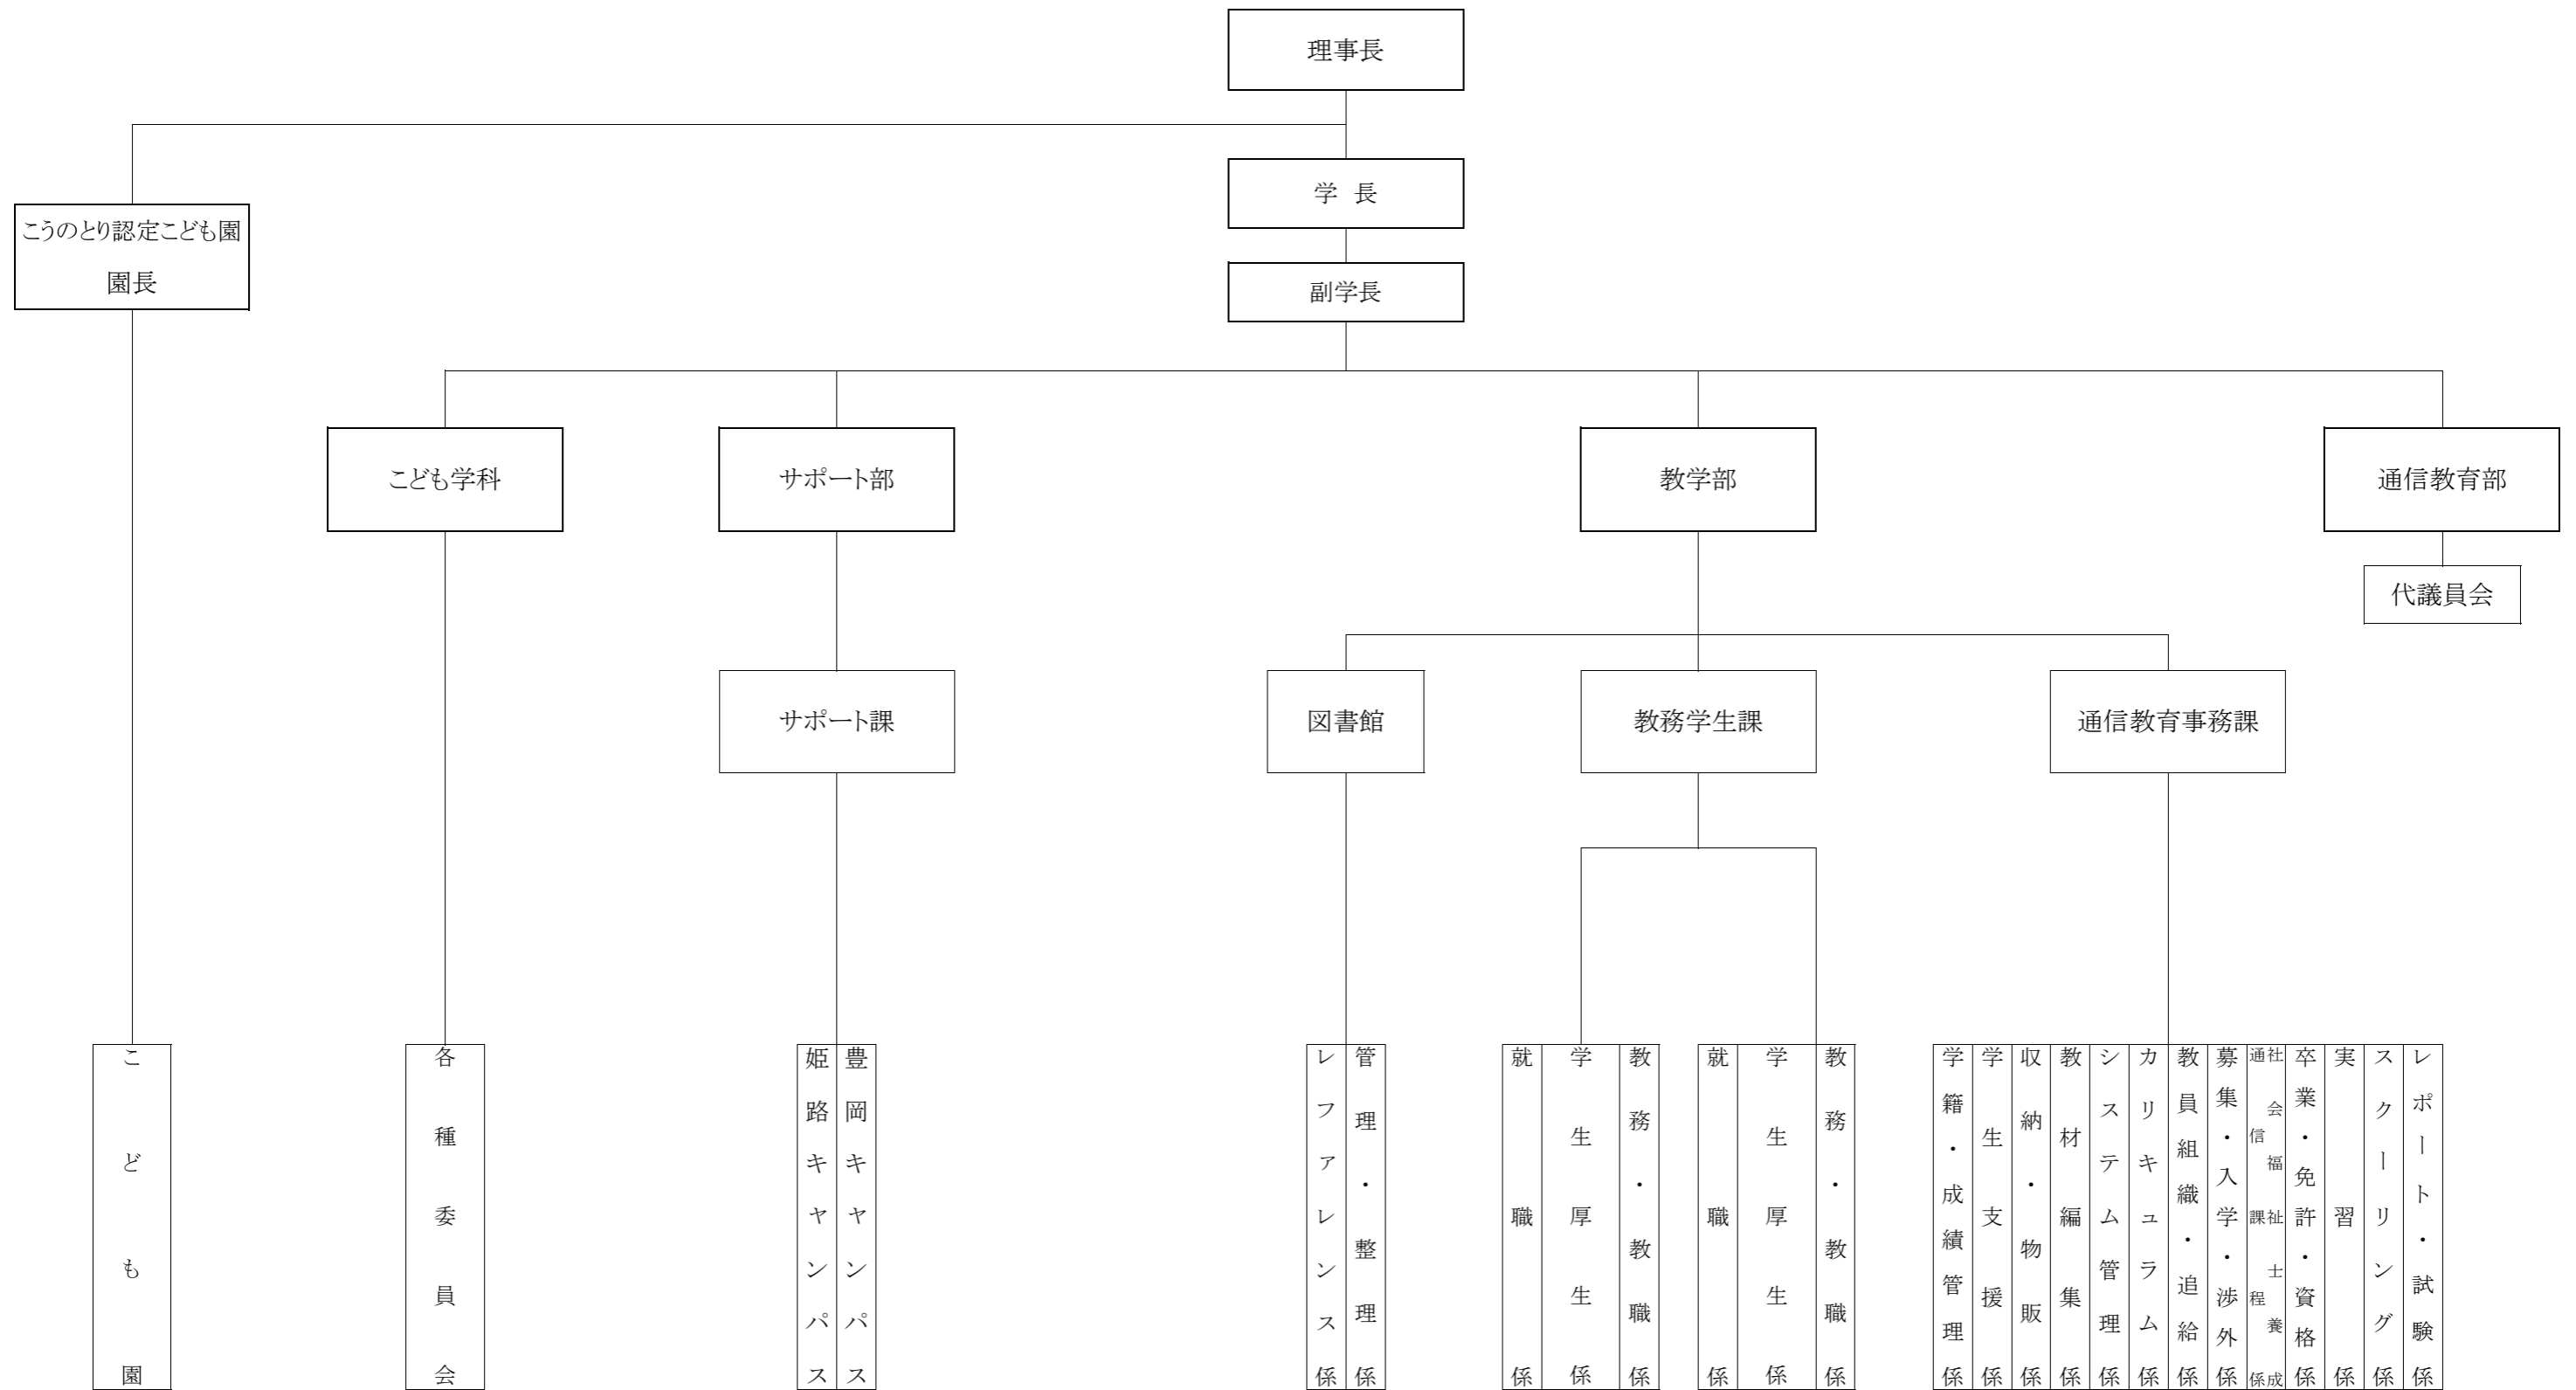 理事長
学 長
こうのとり認定こども園
園長
副学長
こども学科
サポート部
教学部
通信教育部
代議員会
サポート課
図書館
教務学生課
通信教育事務課
こども園
各種委員会
姫路キャンパス
豊岡キャンパス
レファレンス係
管理・整理係
就職係
学生厚生係
教務・教職係
就職係
学生厚生係
教務・教職係
学籍・成績管理係
学生支援係
収納・物販係
教材編集係
システム管理係
カリキュラム係
教員組織・追給係
募集・入学・渉外係
社会福祉士養成
通信課程係
卒業・免許・資格係
実習係
スクーリング係
レポート・試験係